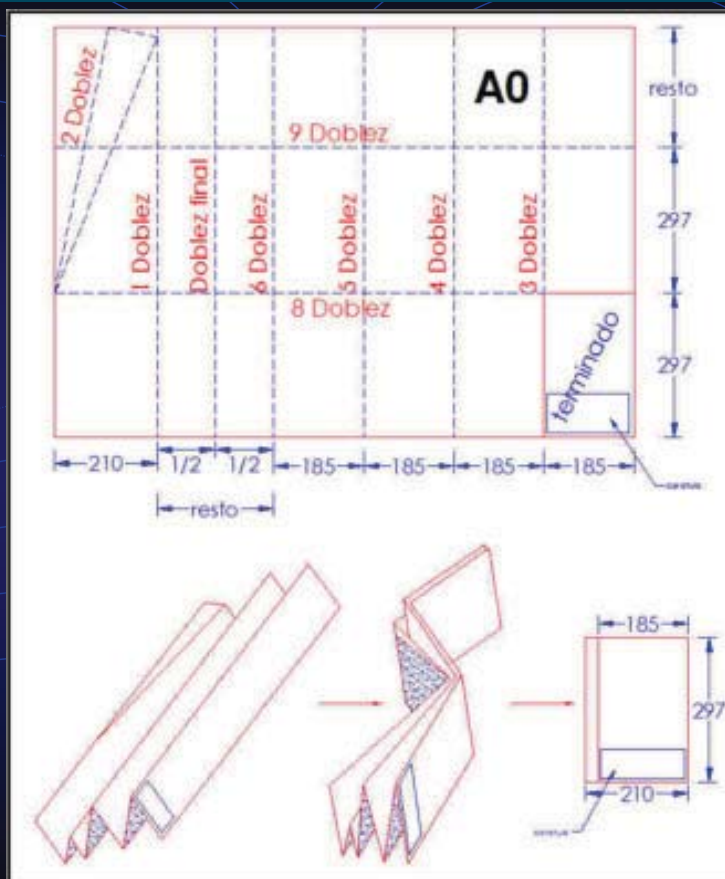 A0
2 Doblez
9 Doblez
resto
1 Doblez
Doblez final
6 Doblez
5 Doblez
4 Doblez
3 Doblez
297
8 Doblez
terminado
297
210
1/2
1/2
185
185
185
185
resto
185
297
210